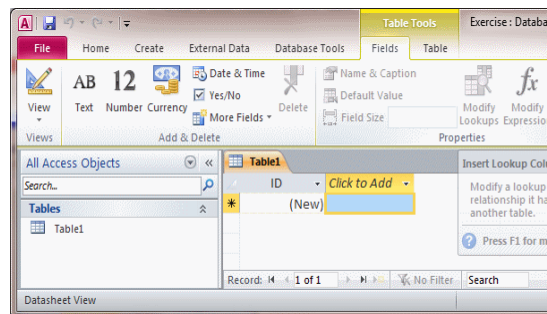 Table Tools Exercise : Databa
File Home Create External Data Database Tools Fields Table
AB 12 Date & Time Name & Caption fx
Yes/No Default Value
View Text Number Currency More Fields Delete Field Size Modify Modify
Lookups Expressio
Views Add & Delete Properties
All Access Objects « Table1 Insert Lookup Colu
Search... ID Click to Add Modify a lookup
Tables * (New) relationship it ha
Table1 another table.
Press F1 for m
Record: 1 of 1 No Filter Search
Datasheet View